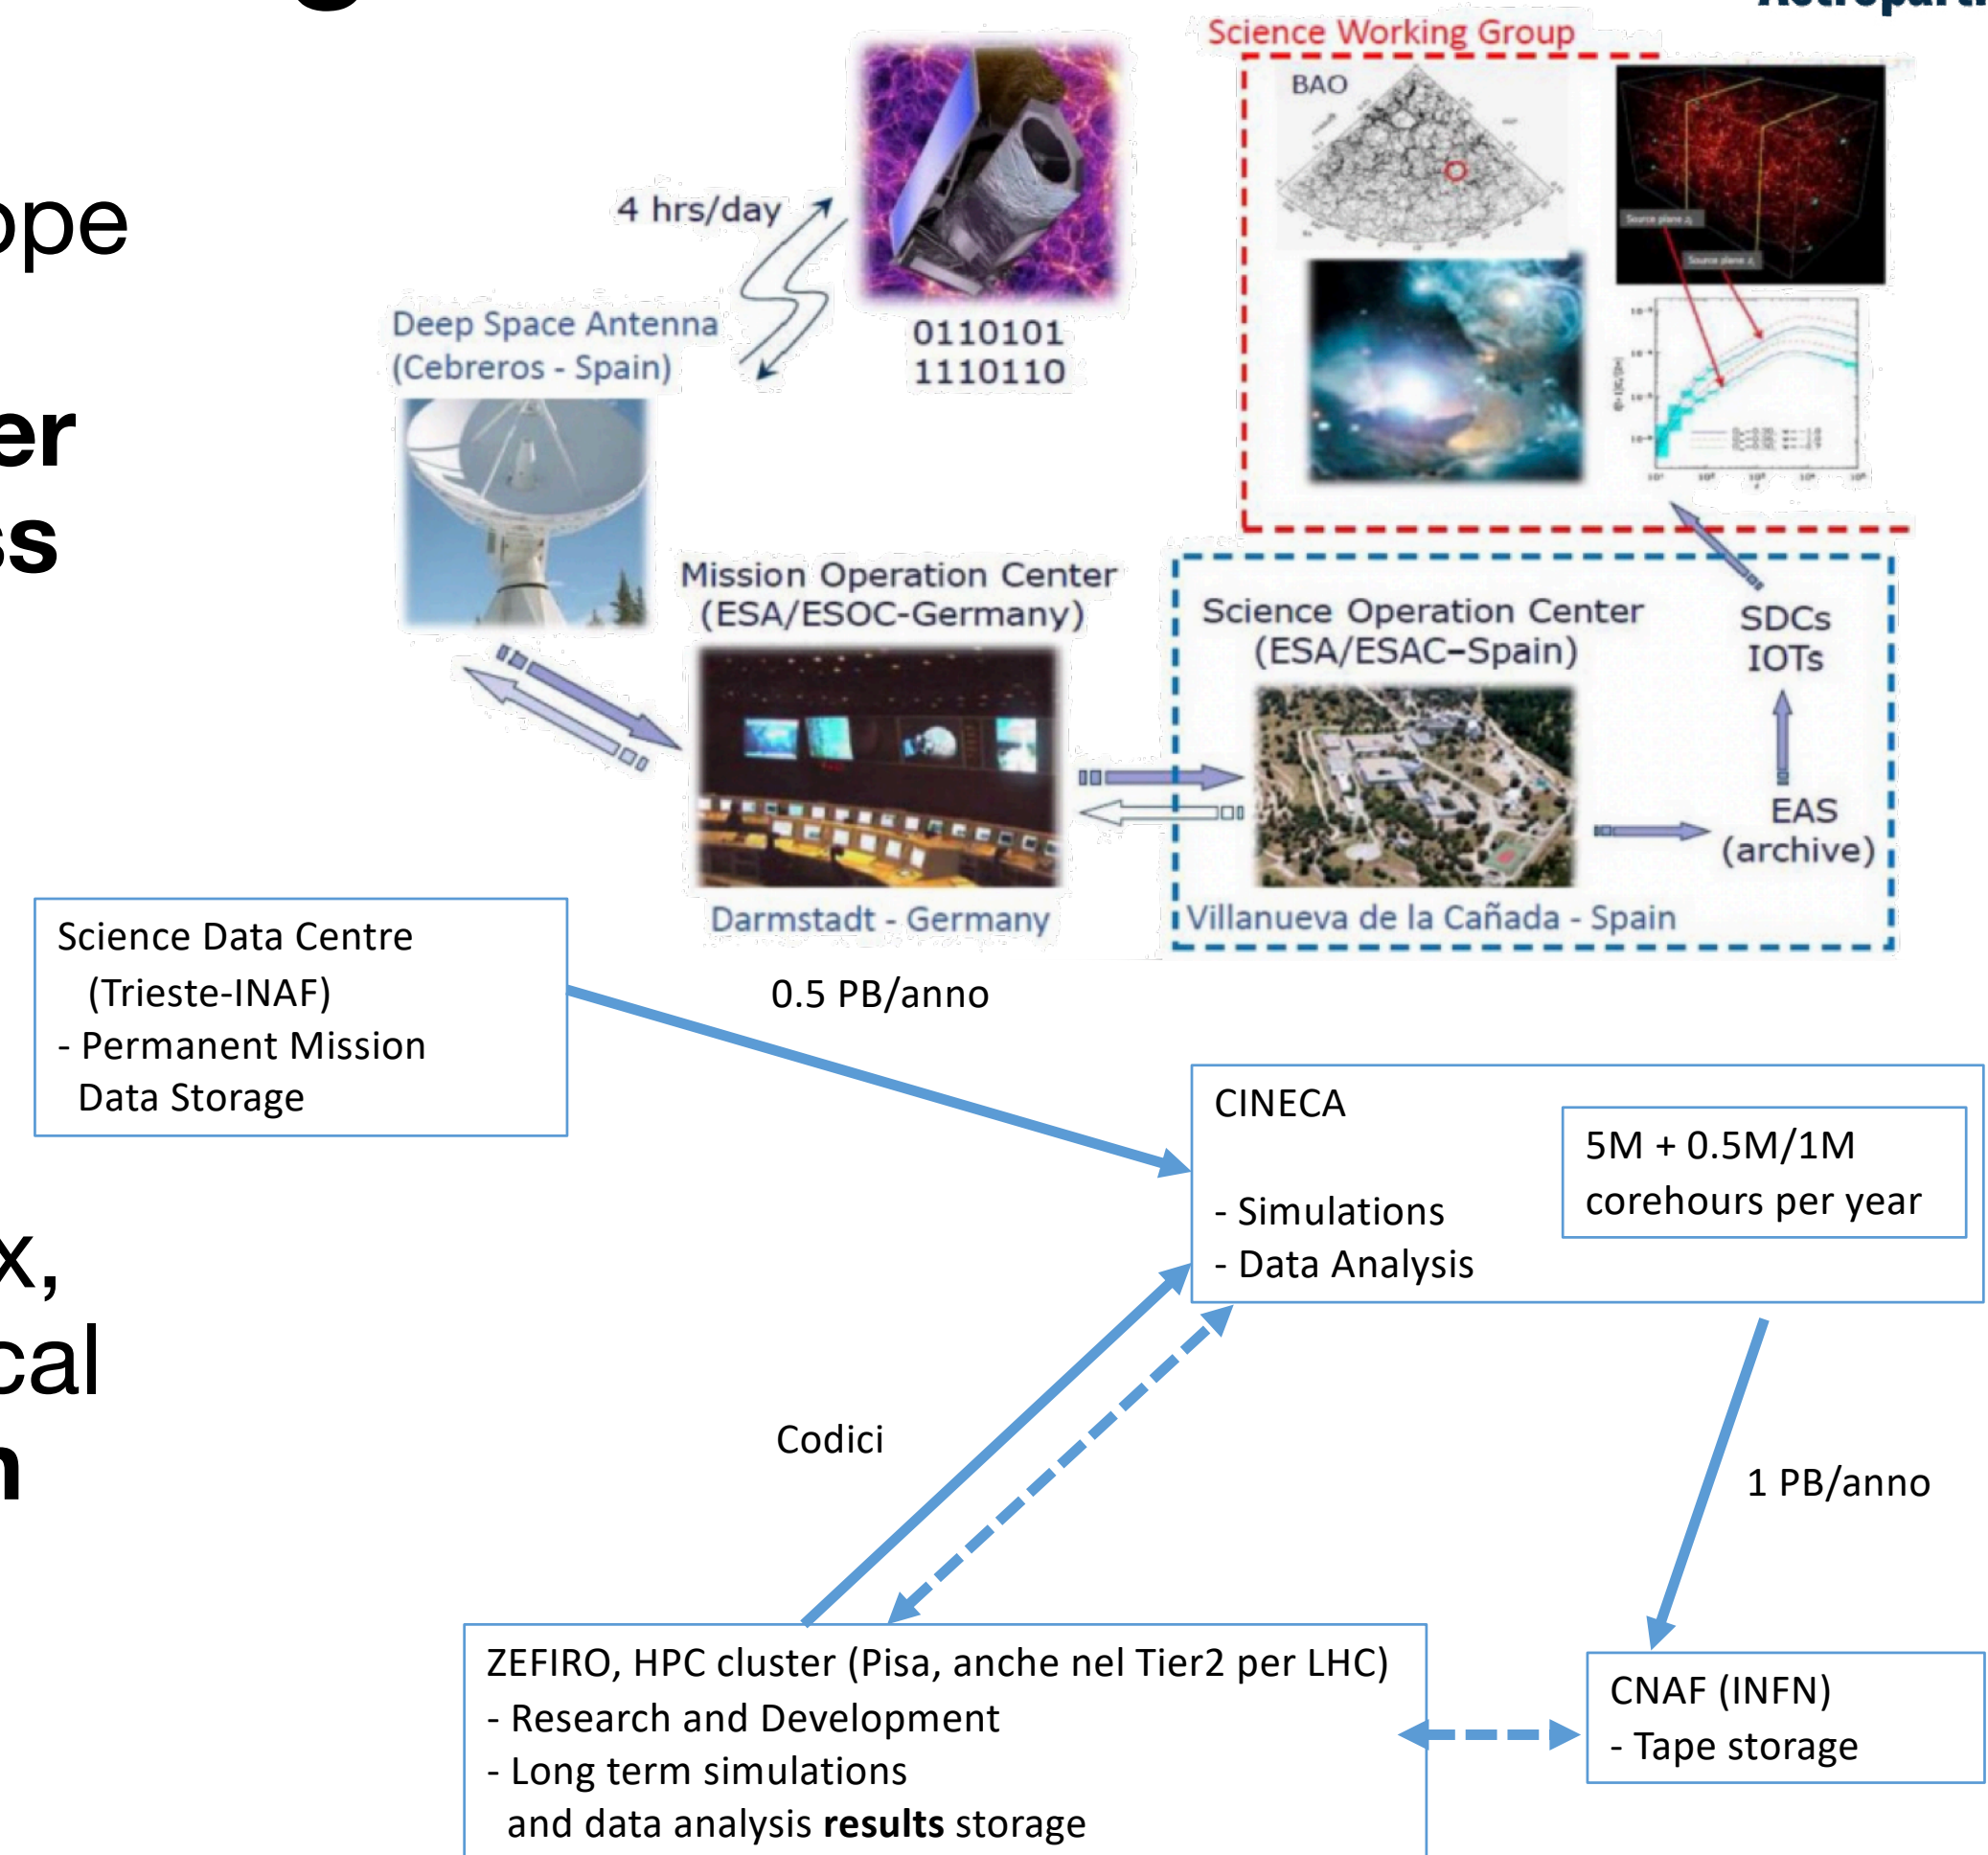 Science Working Group
BAO
4 hrs/day
Source plane
Source plane
Deep Space Antenna
(Cebreros - Spain)
0110101
1110110
Mission Operation Center
(ESA/ESOC-Germany)
Science Operation Center
(ESA/ESAC–Spain)
SDCs
IOTs
EAS
(archive)
Darmstadt - Germany
Villanueva de la Cañada - Spain
Science Data Centre
(Trieste-INAF)
- Permanent Mission
Data Storage
0.5 PB/anno
CINECA
- Simulations
- Data Analysis
5M + 0.5M/1M
corehours per year
Codici
1 PB/anno
ZEFIRO, HPC cluster (Pisa, anche nel Tier2 per LHC)
- Research and Development
- Long term simulations
and data analysis results storage
CNAF (INFN)
- Tape storage